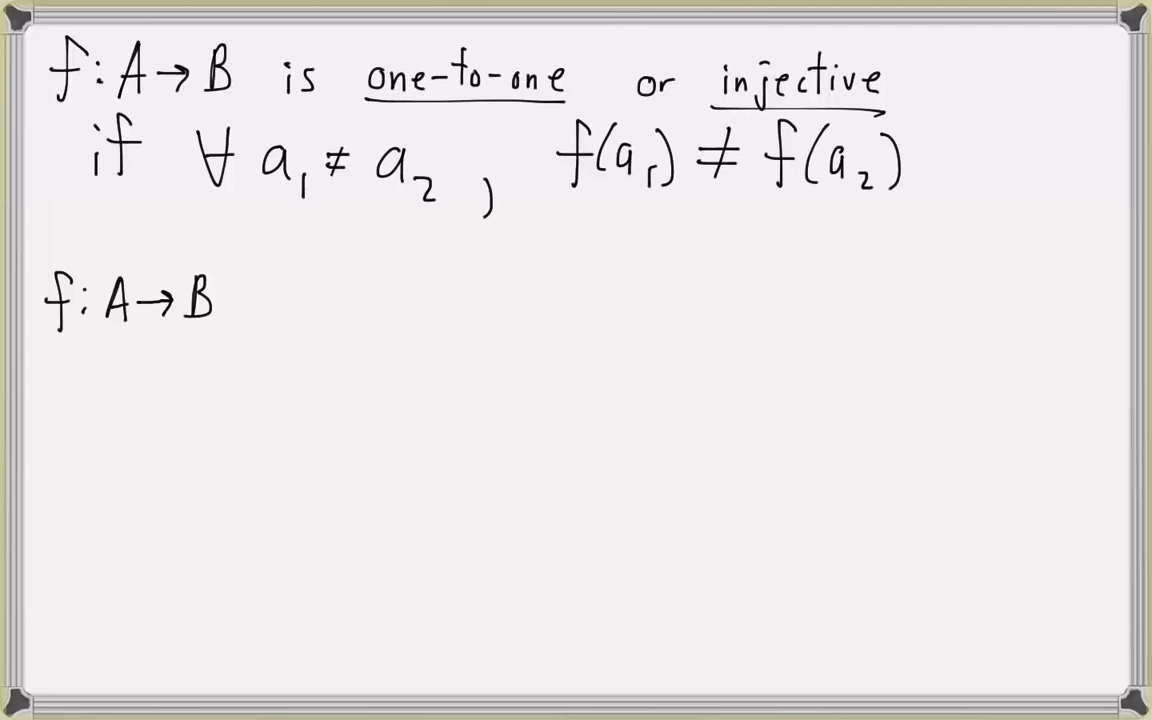 f: A → B is one-to-one or injective
if ∀ a₁ ≠ a₂, f(a₁) ≠ f(a₂)
f: A → B